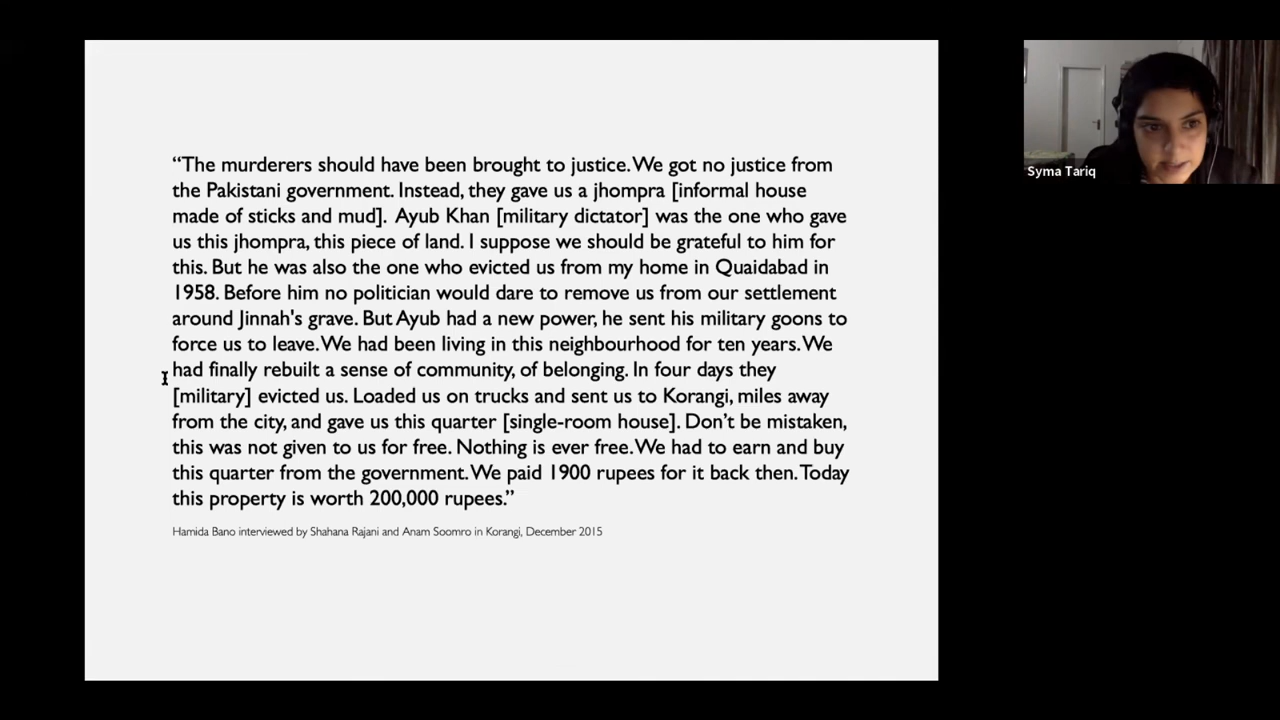 “The murderers should have been brought to justice. We got no justice from
the Pakistani government. Instead, they gave us a jhompra [informal house
made of sticks and mud].  Ayub Khan [military dictator] was the one who gave
us this jhompra, this piece of land. I suppose we should be grateful to him for
this. But he was also the one who evicted us from my home in Quaidabad in
1958. Before him no politician would dare to remove us from our settlement
around Jinnah's grave. But Ayub had a new power, he sent his military goons to
force us to leave. We had been living in this neighbourhood for ten years. We
had finally rebuilt a sense of community, of belonging. In four days they
[military] evicted us. Loaded us on trucks and sent us to Korangi, miles away
from the city, and gave us this quarter [single-room house]. Don’t be mistaken,
this was not given to us for free. Nothing is ever free. We had to earn and buy
this quarter from the government. We paid 1900 rupees for it back then. Today
this property is worth 200,000 rupees.”
Hamida Bano interviewed by Shahana Rajani and Anam Soomro in Korangi, December 2015
Syma Tariq